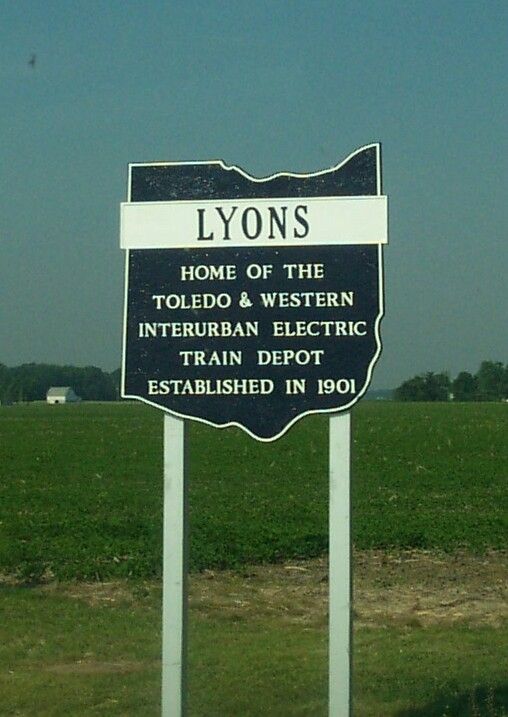 LYONS
HOME OF THE
TOLEDO & WESTERN
INTERURBAN ELECTRIC
TRAIN DEPOT
ESTABLISHED IN 1901